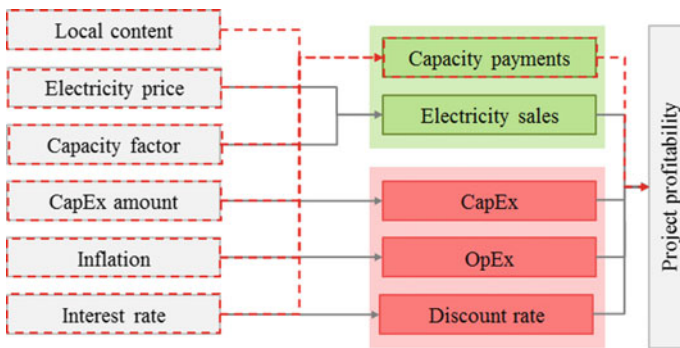 Local content
Electricity price
Capacity factor
CapEx amount
Inflation
Interest rate
Capacity payments
Electricity sales
CapEx
OpEx
Discount rate
Project profitability